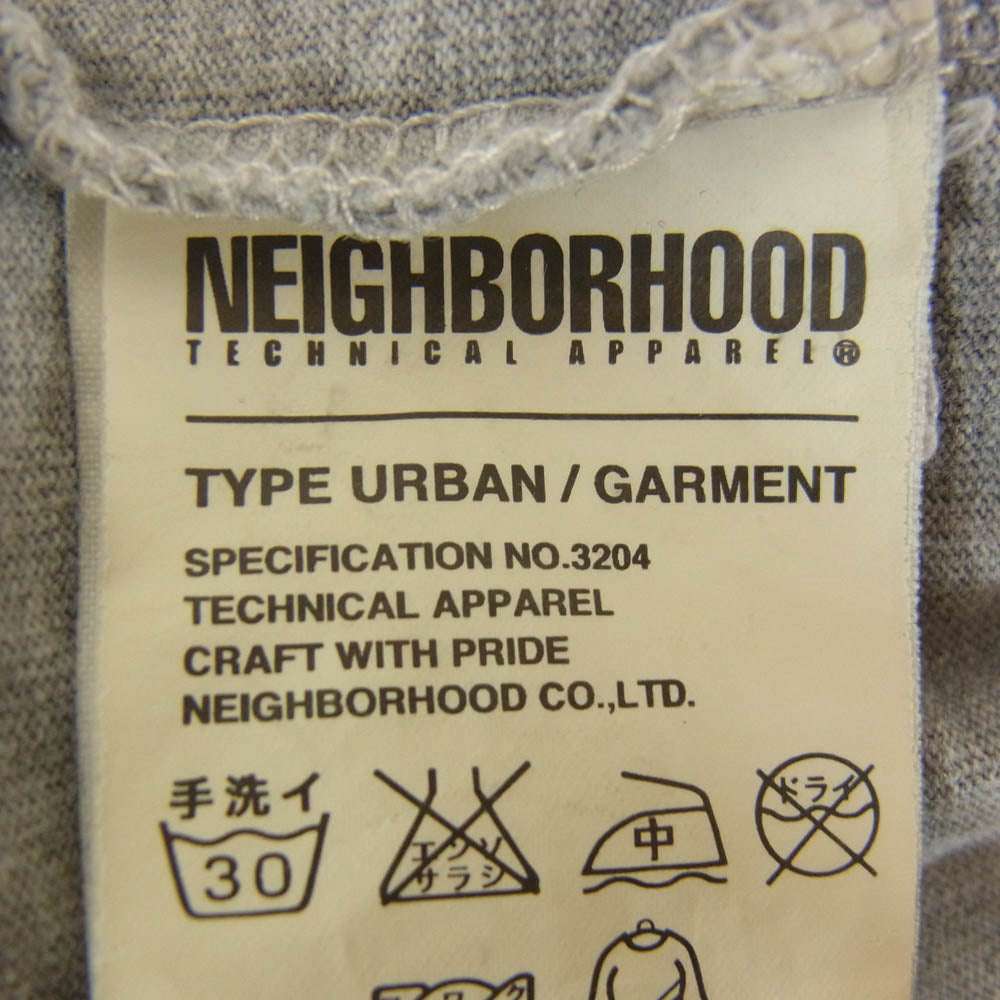 NEIGHBORHOOD
TECHNICAL APPAREL®
TYPE URBAN / GARMENT
SPECIFICATION NO.3204
TECHNICAL APPAREL
CRAFT WITH PRIDE
NEIGHBORHOOD CO.,LTD.
手洗イ
30
エンソ
サラシ
中
ドライ